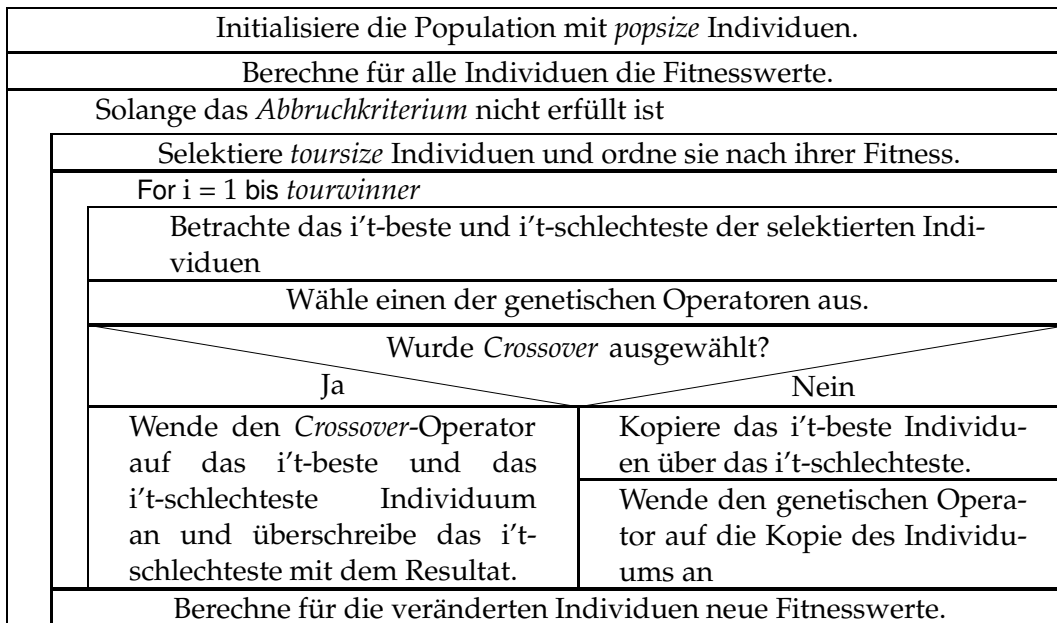 Initialisiere die Population mit popsize Individuen.
Berechne für alle Individuen die Fitnesswerte.
Solange das Abbruchkriterium nicht erfüllt ist
Selektiere toursize Individuen und ordne sie nach ihrer Fitness.
For i = 1 bis tourwinner
Betrachte das i't-beste und i't-schlechteste der selektierten Indi-
viduen
Wähle einen der genetischen Operatoren aus.
Wurde Crossover ausgewählt?
Ja
Nein
Wende den Crossover-Operator
auf das i't-beste und das
i't-schlechteste Individuum
an und überschreibe das i't-
schlechteste mit dem Resultat.
Kopiere das i't-beste Individu-
en über das i't-schlechteste.
Wende den genetischen Opera-
tor auf die Kopie des Individu-
ums an
Berechne für die veränderten Individuen neue Fitnesswerte.